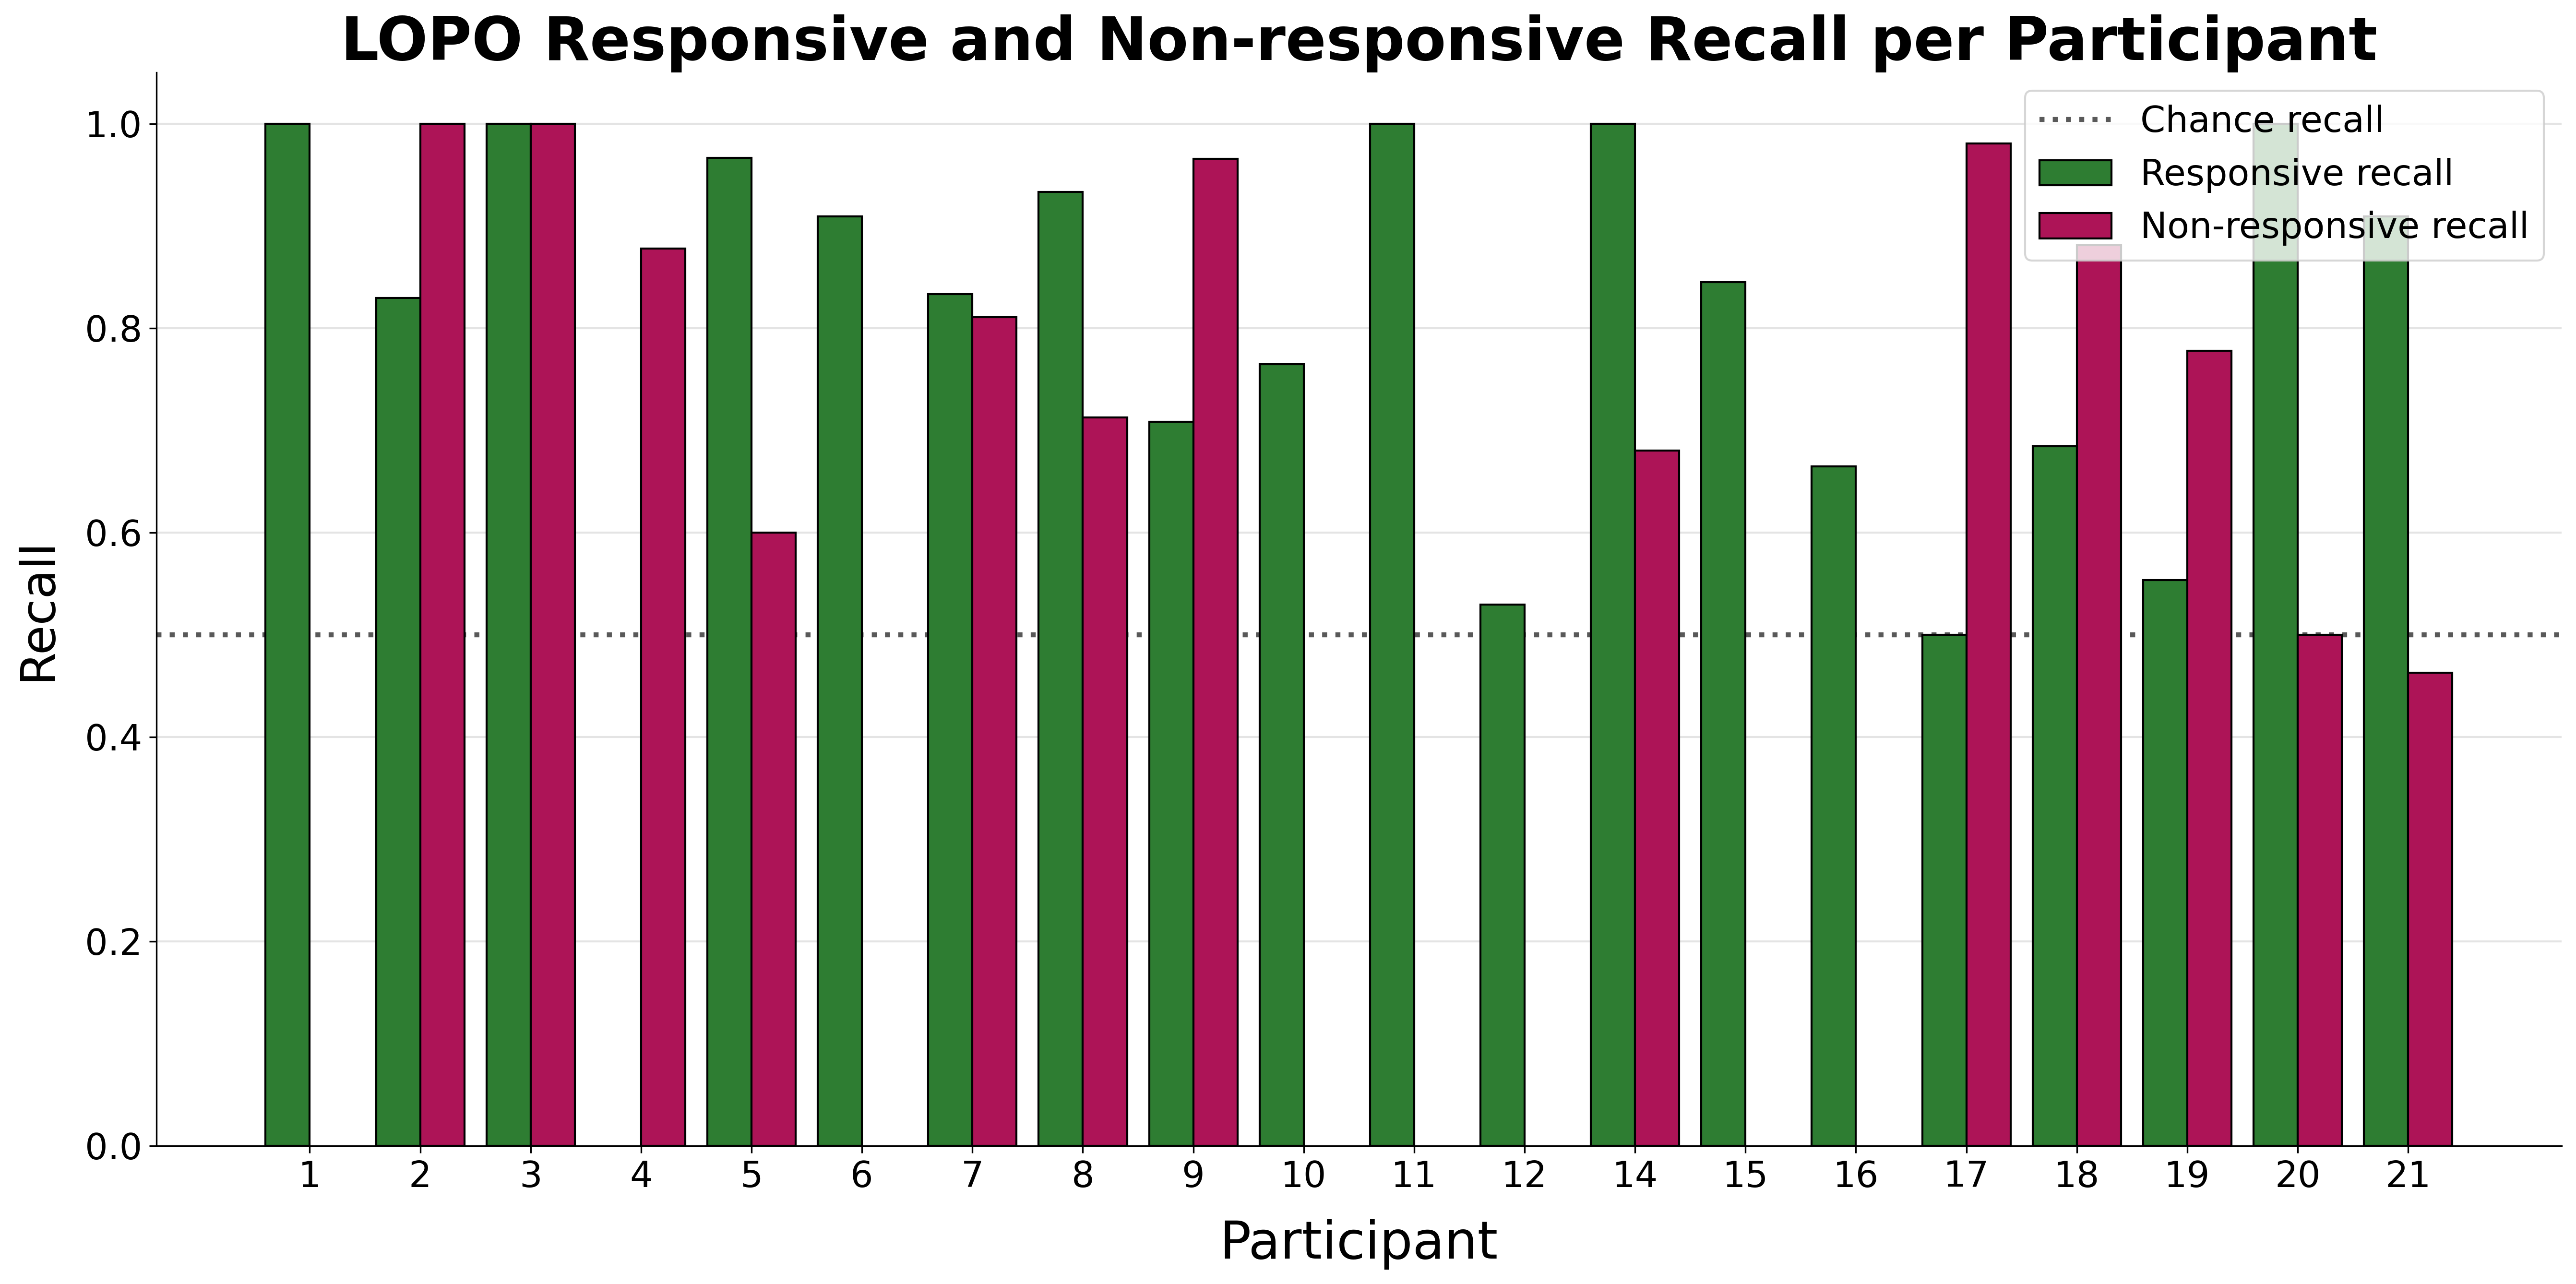 LOPO Responsive and Non-responsive Recall per Participant
Chance recall
Responsive recall
Non-responsive recall
1.0
0.8
0.6
0.4
0.2
0.0
Recall
1 2 3 4 5 6 7 8 9 10 11 12 14 15 16 17 18 19 20 21
Participant